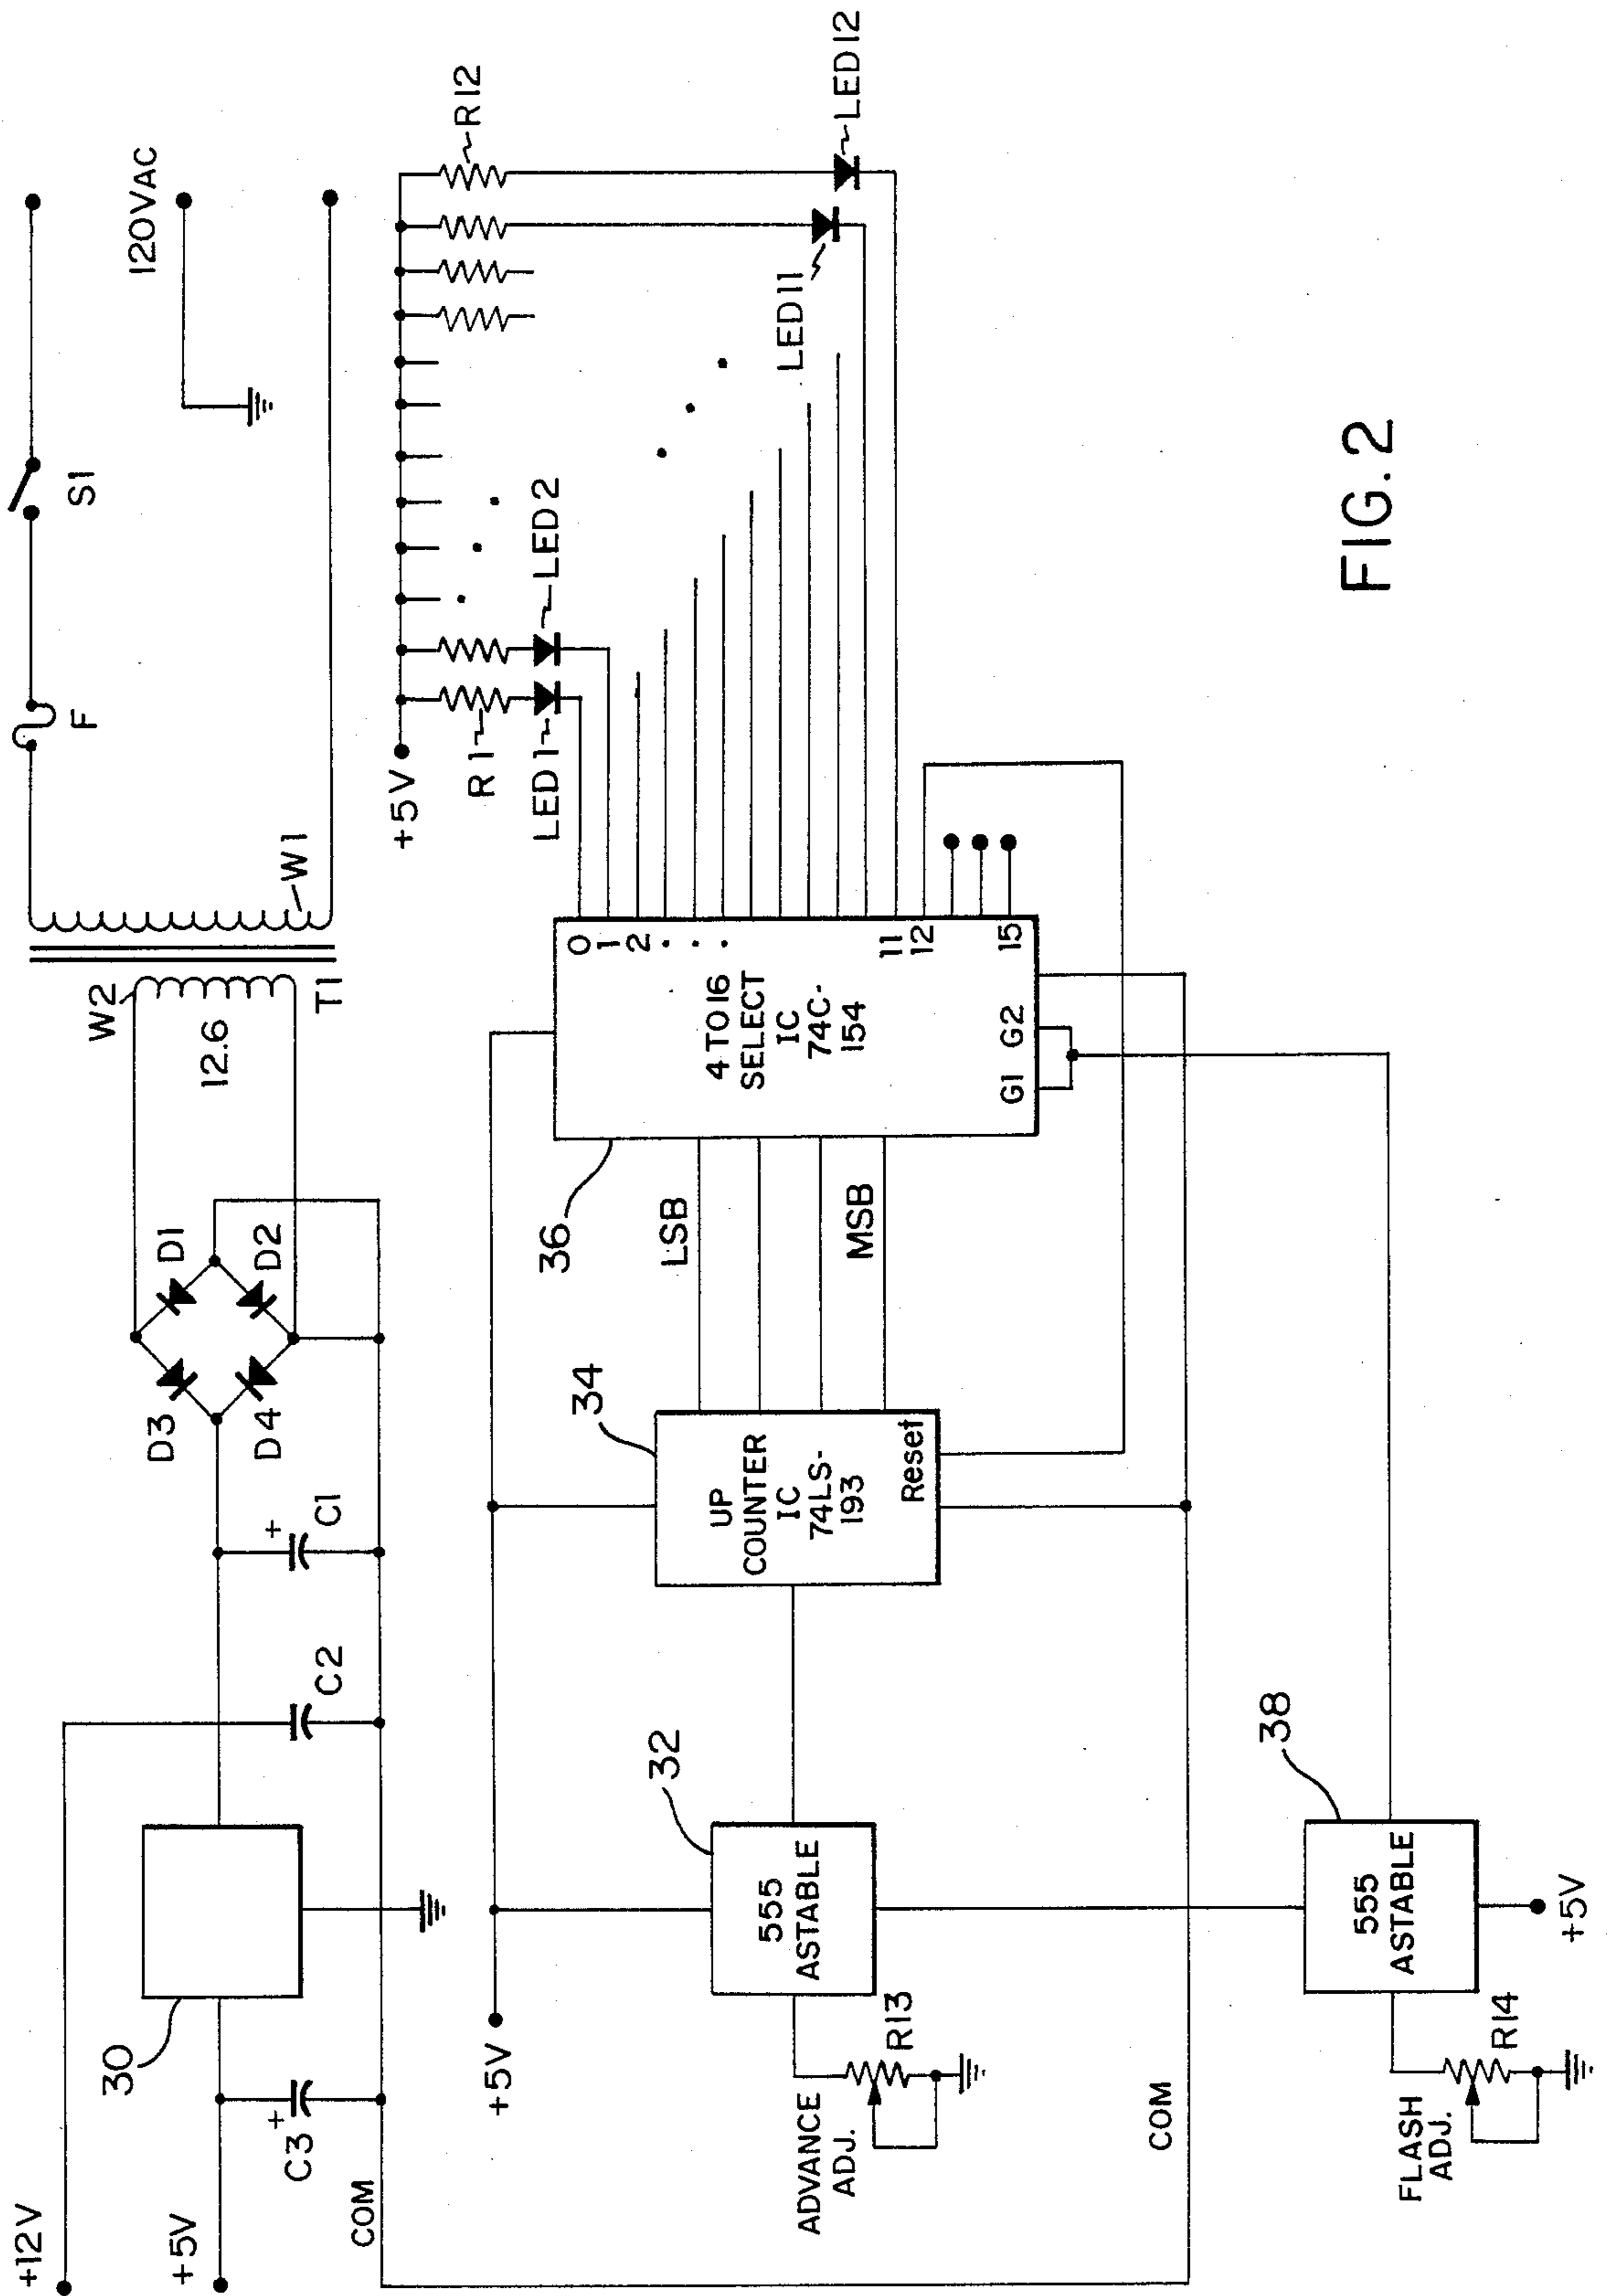 +12V
+5V
COM
C3
+
30
C2
C1
+
D3
D4
D1
D2
W2
12.6
T1
W1
F
S1
120VAC
+5V
R1
LED1
LED2
R12
LED11
LED12
+5V
ADVANCE
ADJ.
R13
32
555
ASTABLE
34
UP
COUNTER
IC
74LS-
193
Reset
LSB
MSB
36
4 TO 16
SELECT
IC
74C-
154
G1
G2
0
1
2
.
.
.
11
12
15
COM
FLASH
ADJ.
R14
38
555
ASTABLE
+5V
FIG.2